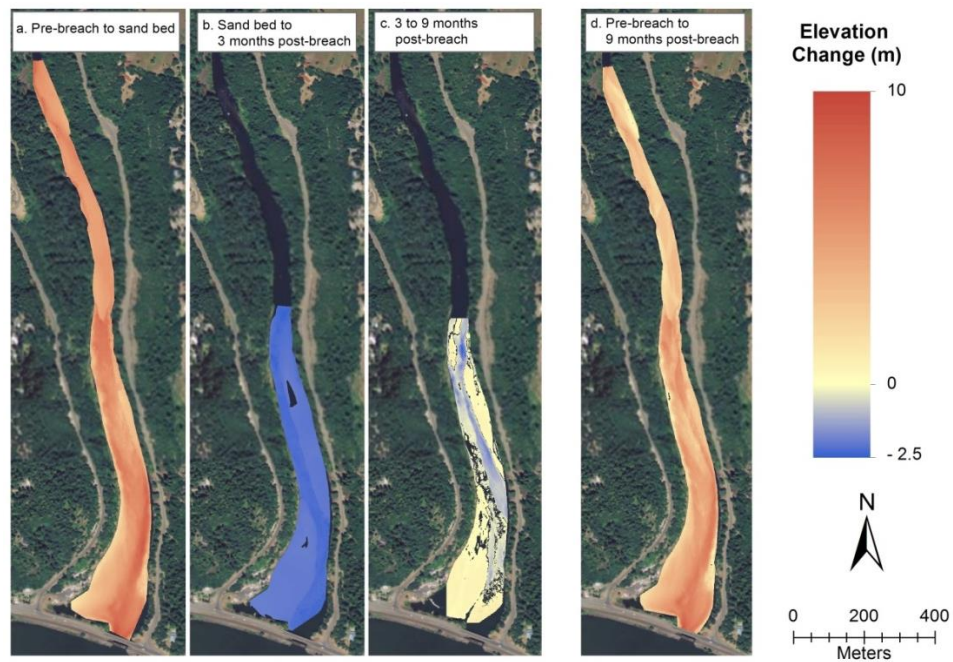 a. Pre-breach to sand bed
b. Sand bed to
3 months post-breach
c. 3 to 9 months
post-breach
d. Pre-breach to
9 months post-breach
Elevation
Change (m)
10
0
- 2.5
N
0 200 400
Meters